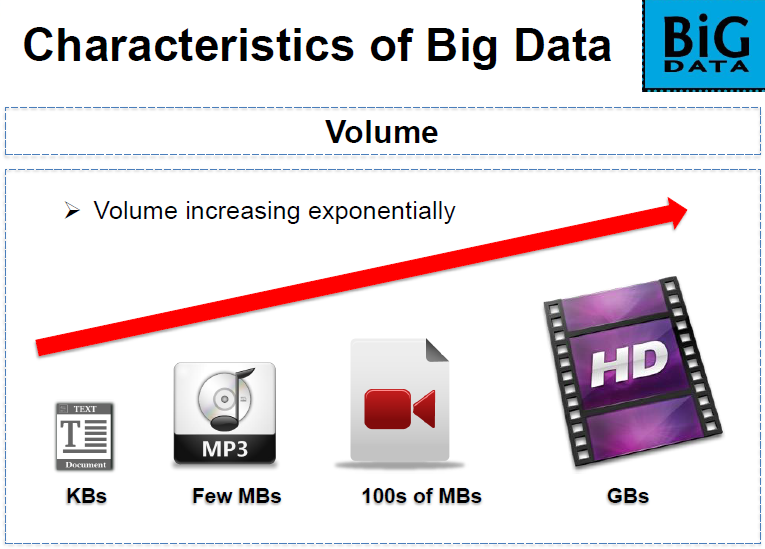 Characteristics of Big Data
BiG
DATA
Volume
➢ Volume increasing exponentially
HD
TEXT
T
Document
MP3
KBs
Few MBs
100s of MBs
GBs